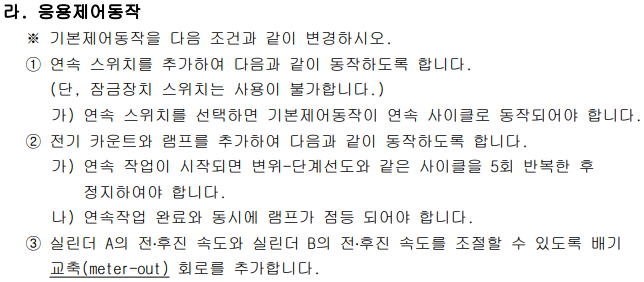 라. 응용제어동작
※ 기본제어동작을 다음 조건과 같이 변경하시오.
① 연속 스위치를 추가하여 다음과 같이 동작하도록 합니다.
(단, 잠금장치 스위치는 사용이 불가합니다.)
가) 연속 스위치를 선택하면 기본제어동작이 연속 사이클로 동작되어야 합니다.
② 전기 카운트와 램프를 추가하여 다음과 같이 동작하도록 합니다.
가) 연속 작업이 시작되면 변위-단계선도와 같은 사이클을 5회 반복한 후
정지하여야 합니다.
나) 연속작업 완료와 동시에 램프가 점등 되어야 합니다.
③ 실린더 A의 전·후진 속도와 실린더 B의 전·후진 속도를 조절할 수 있도록 배기
교축(meter-out) 회로를 추가합니다.